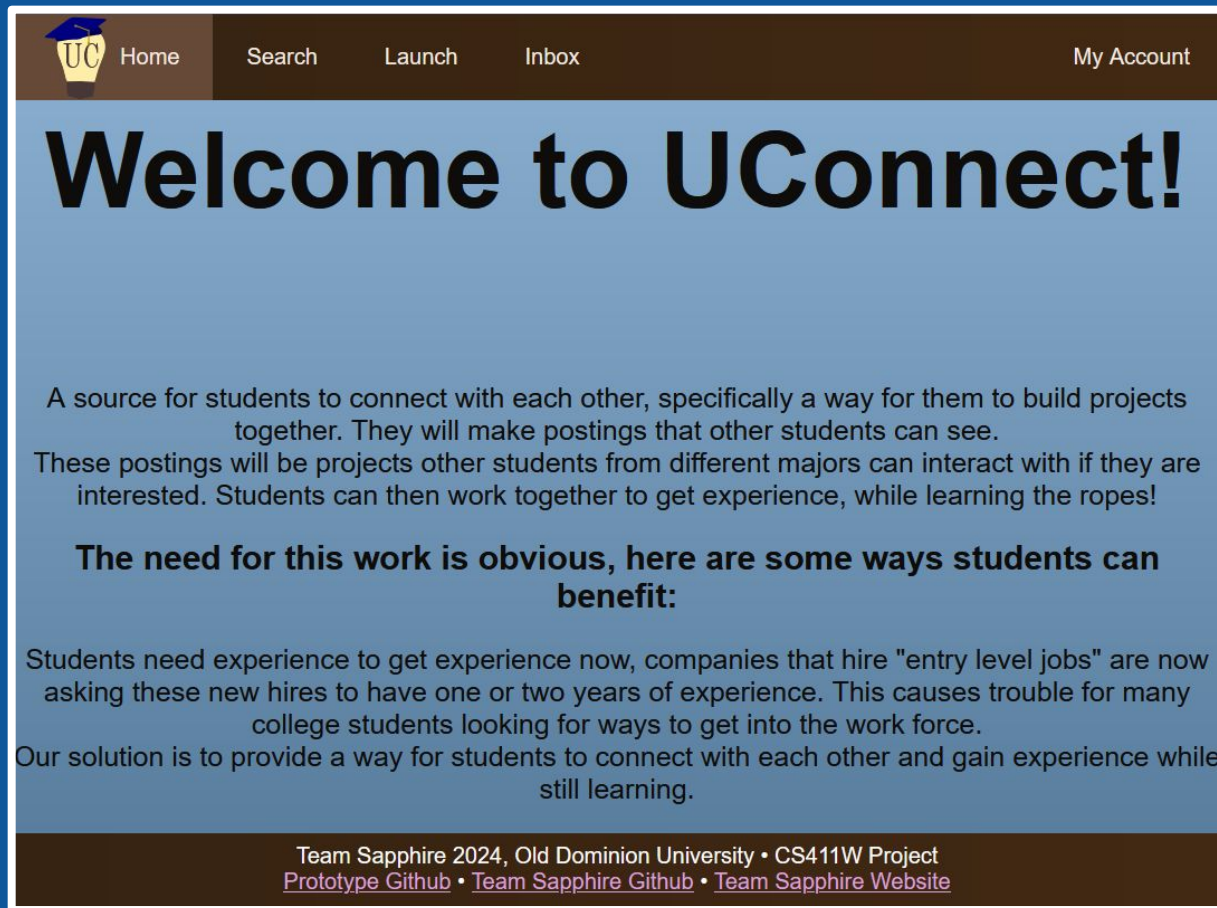 UC Home Search Launch Inbox My Account
Welcome to UConnect!
A source for students to connect with each other, specifically a way for them to build projects
together. They will make postings that other students can see.
These postings will be projects other students from different majors can interact with if they are
interested. Students can then work together to get experience, while learning the ropes!
The need for this work is obvious, here are some ways students can
benefit:
Students need experience to get experience now, companies that hire "entry level jobs" are now
asking these new hires to have one or two years of experience. This causes trouble for many
college students looking for ways to get into the work force.
Our solution is to provide a way for students to connect with each other and gain experience while
still learning.
Team Sapphire 2024, Old Dominion University • CS411W Project
Prototype Github • Team Sapphire Github • Team Sapphire Website